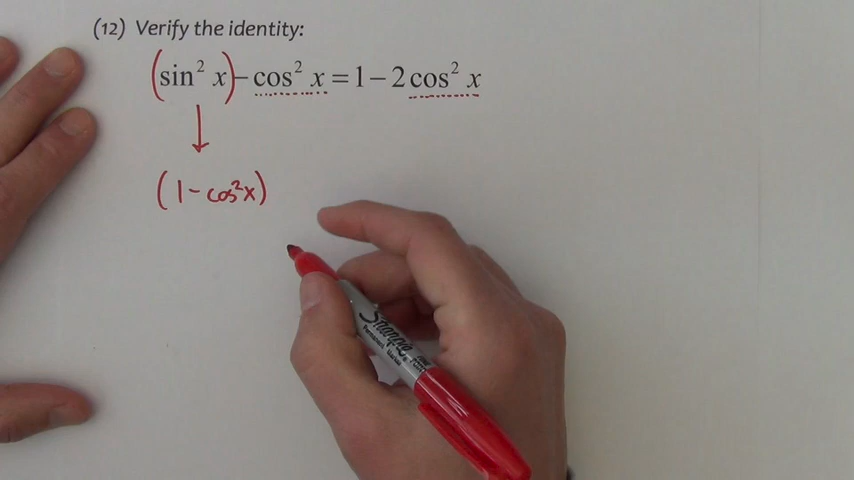 (12) Verify the identity:
(sin² x) – cos² x = 1 – 2 cos² x
(1 - cos²x)
Sharpie